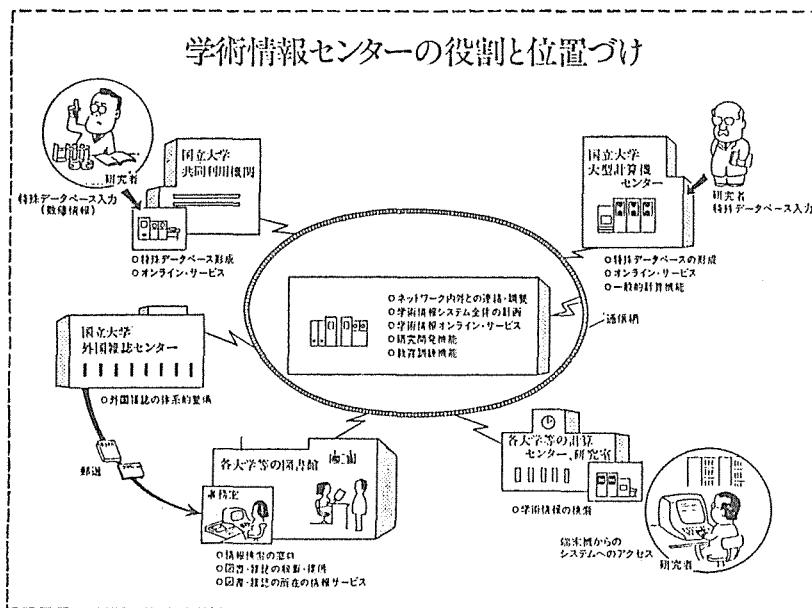 学術情報センターの役割と位置づけ
研究者
特殊データベース入力
(数値情報)
国立大学
共同利用機関
○特殊データベース形成
○オンライン・サービス
国立大学
大型計算機
センター
研究者
特殊データベース入力
○特殊データベースの形成
○オンライン・サービス
○一般的計算機能
○ネットワーク内外との連絡・調整
○学術情報システム全体の計画
○学術情報オンライン・サービス
○研究開発機能
○教育訓練機能
通信網
国立大学
外国雑誌センター
○外国雑誌の体系的整備
郵送
各大学等の図書館
○情報検索の窓口
○図書・雑誌の収集・提供
○図書・雑誌の所在の情報サービス
各大学等の計算
センター、研究室
○学術情報の検索
端末機からの
システムへのアクセス
研究者